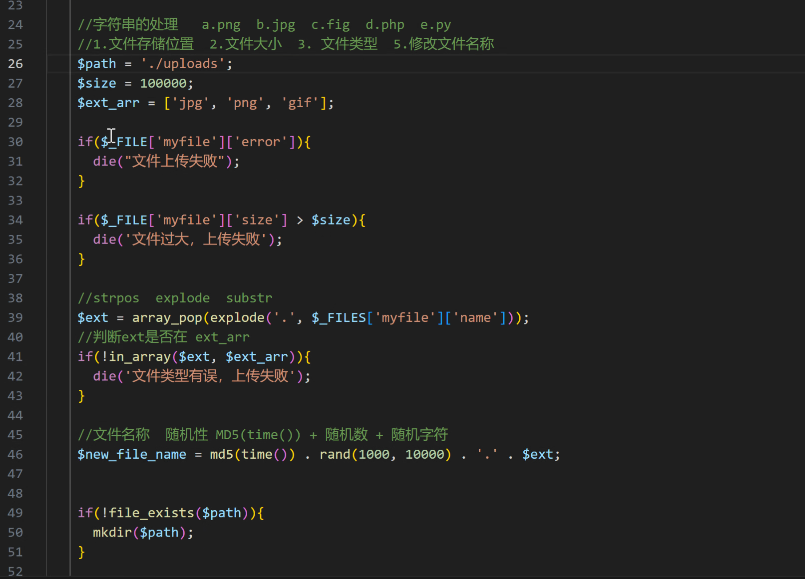 23
24 //字符串的处理 a.png b.jpg c.fig d.php e.py
25 //1.文件存储位置 2.文件大小 3. 文件类型 5.修改文件名称
26 $path = './uploads';
27 $size = 100000;
28 $ext_arr = ['jpg', 'png', 'gif'];
29
30 if($_FILE['myfile']['error']){
31 die("文件上传失败");
32 }
33
34 if($_FILE['myfile']['size'] > $size){
35 die('文件过大，上传失败');
36 }
37
38 //strpos explode substr
39 $ext = array_pop(explode('.', $_FILES['myfile']['name']));
40 //判断ext是否在 ext_arr
41 if(!in_array($ext, $ext_arr)){
42 die('文件类型有误，上传失败');
43 }
44
45 //文件名称 随机性 MD5(time()) + 随机数 + 随机字符
46 $new_file_name = md5(time()) . rand(1000, 10000) . '.' . $ext;
47
48
49 if(!file_exists($path)){
50 mkdir($path);
51 }
52